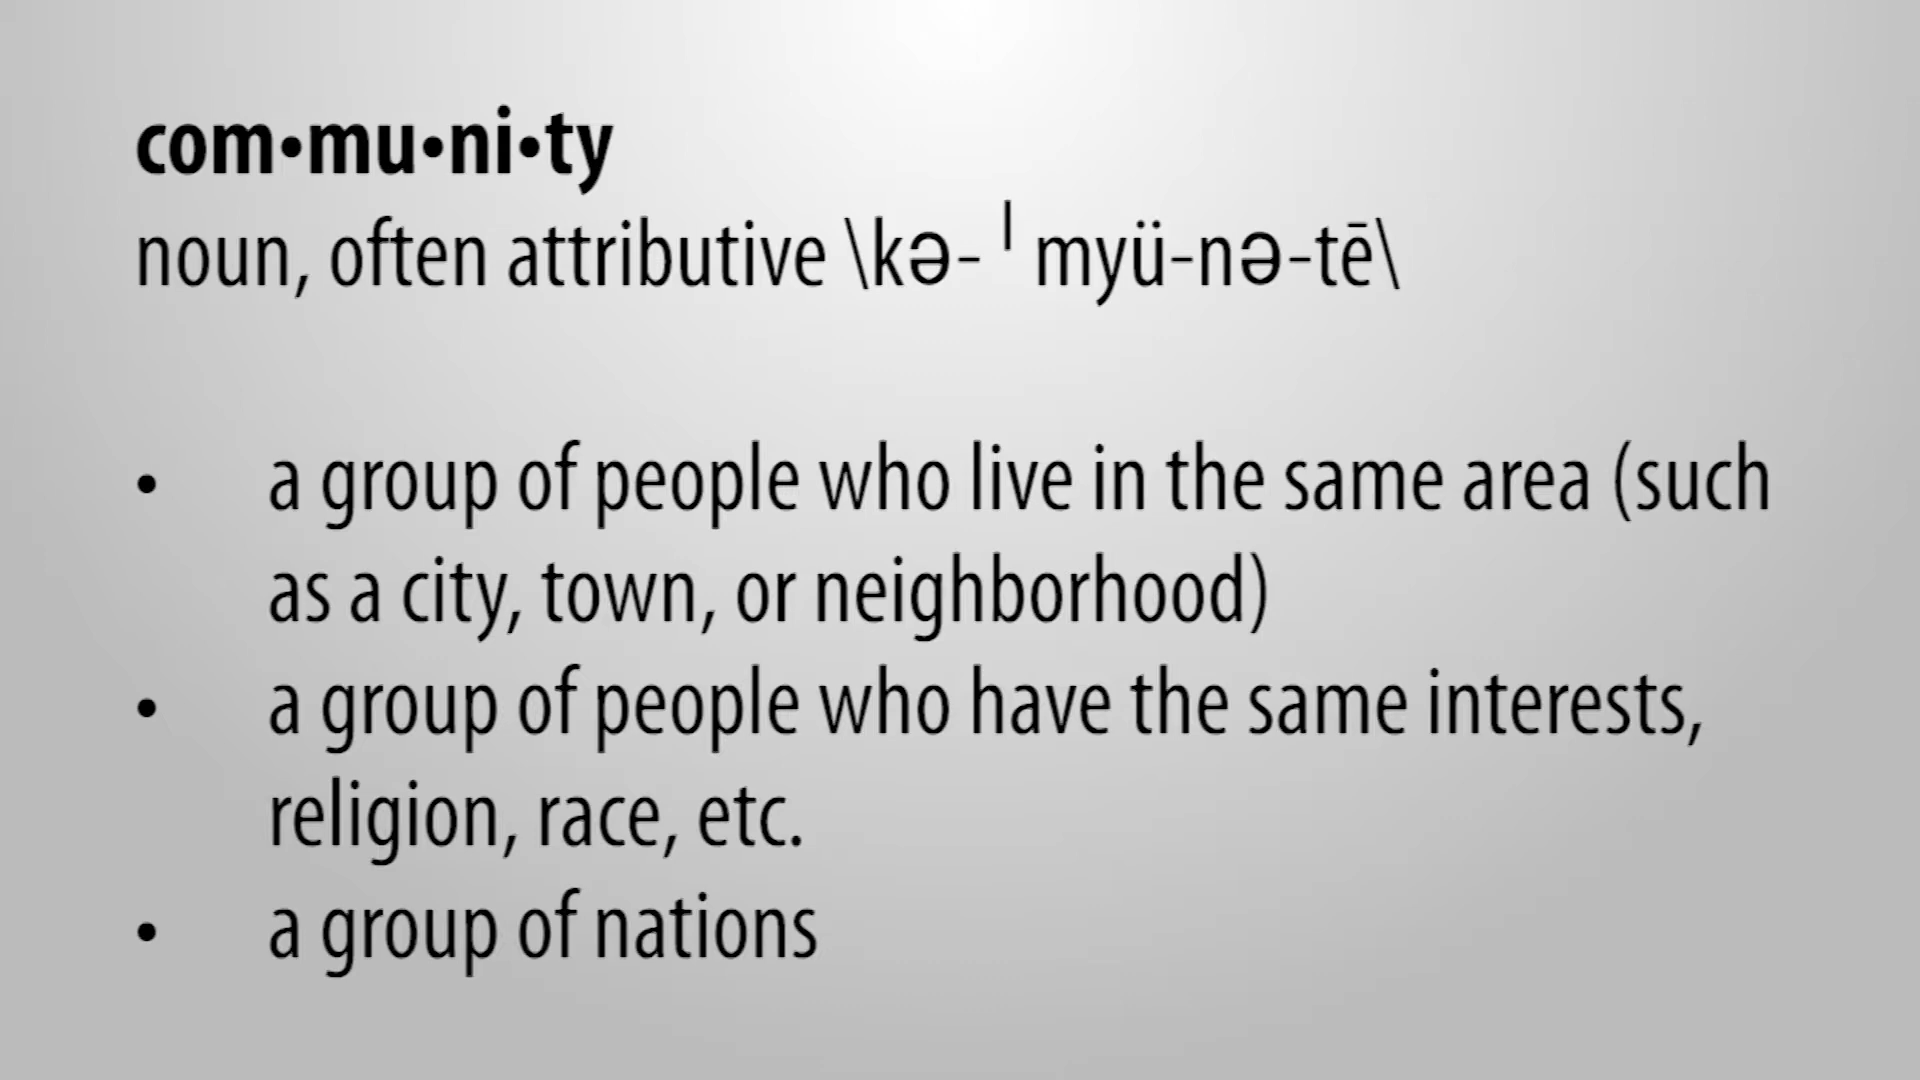 com•mu•ni•ty
noun, often attributive \kə- ˈ myü-nə-tē\
• a group of people who live in the same area (such
as a city, town, or neighborhood)
• a group of people who have the same interests,
religion, race, etc.
• a group of nations